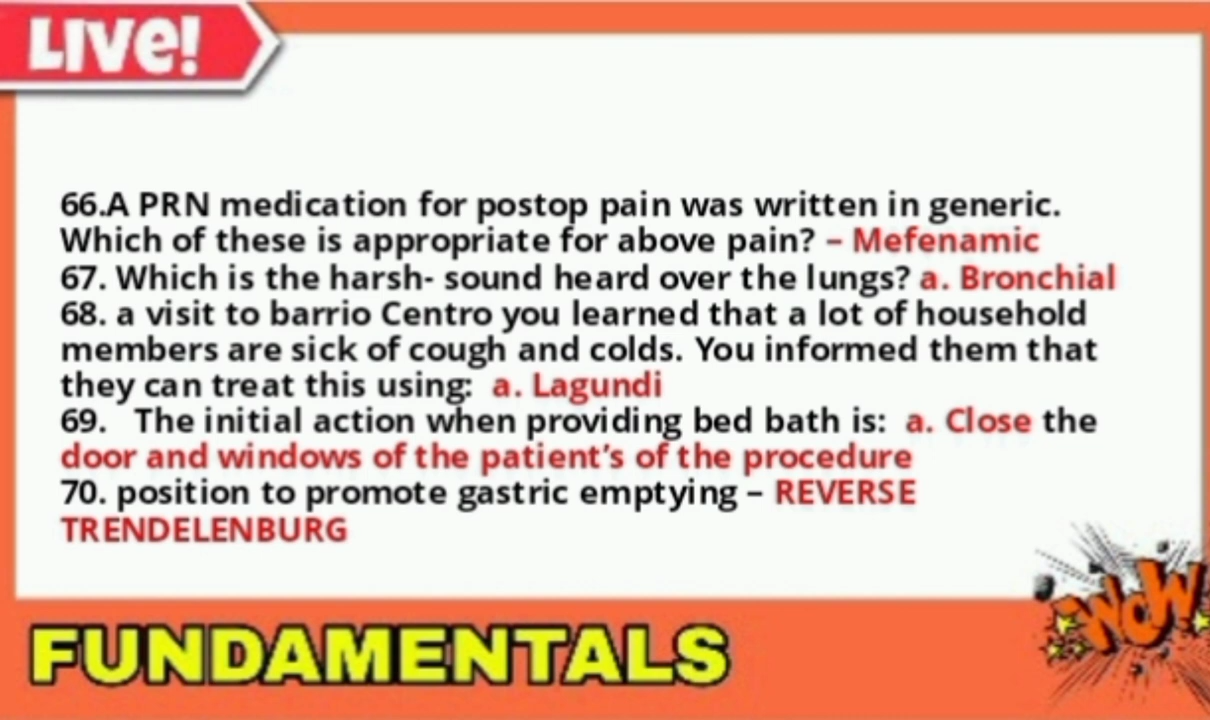 LIVe!
66.A PRN medication for postop pain was written in generic.
Which of these is appropriate for above pain? – Mefenamic
67. Which is the harsh- sound heard over the lungs? a. Bronchial
68. a visit to barrio Centro you learned that a lot of household
members are sick of cough and colds. You informed them that
they can treat this using:  a. Lagundi
69.   The initial action when providing bed bath is:  a. Close the
door and windows of the patient’s of the procedure
70. position to promote gastric emptying – REVERSE
TRENDELENBURG
WOW
FUNDAMENTALS